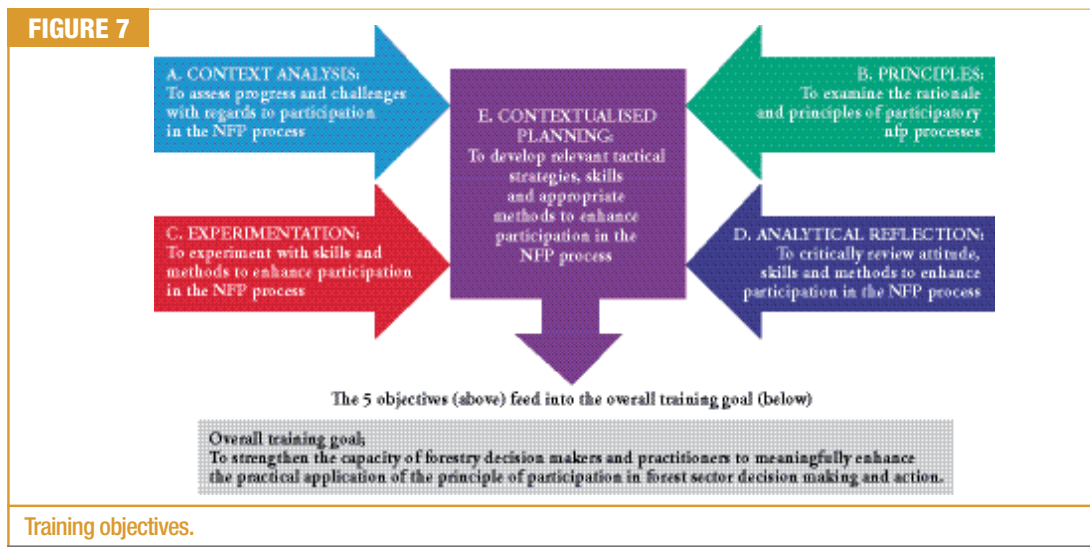 FIGURE 7
A. CONTEXT ANALYSIS:
To assess progress and challenges
with regards to participation
in the NFP process
B. PRINCIPLES:
To examine the rationale
and principles of participatory
nfp processes
E. CONTEXTUALISED
PLANNING:
To develop relevant tactical
strategies, skills
and appropriate
methods to enhance
participation in the
NFP process
C. EXPERIMENTATION:
To experiment with skills and
methods to enhance participation
in the NFP process
D. ANALYTICAL REFLECTION:
To critically review attitude,
skills and methods to enhance
participation in the NFP process
The 5 objectives (above) feed into the overall training goal (below)
Overall training goal;
To strengthen the capacity of forestry decision makers and practitioners to meaningfully enhance
the practical application of the principle of participation in forest sector decision making and action.
Training objectives.